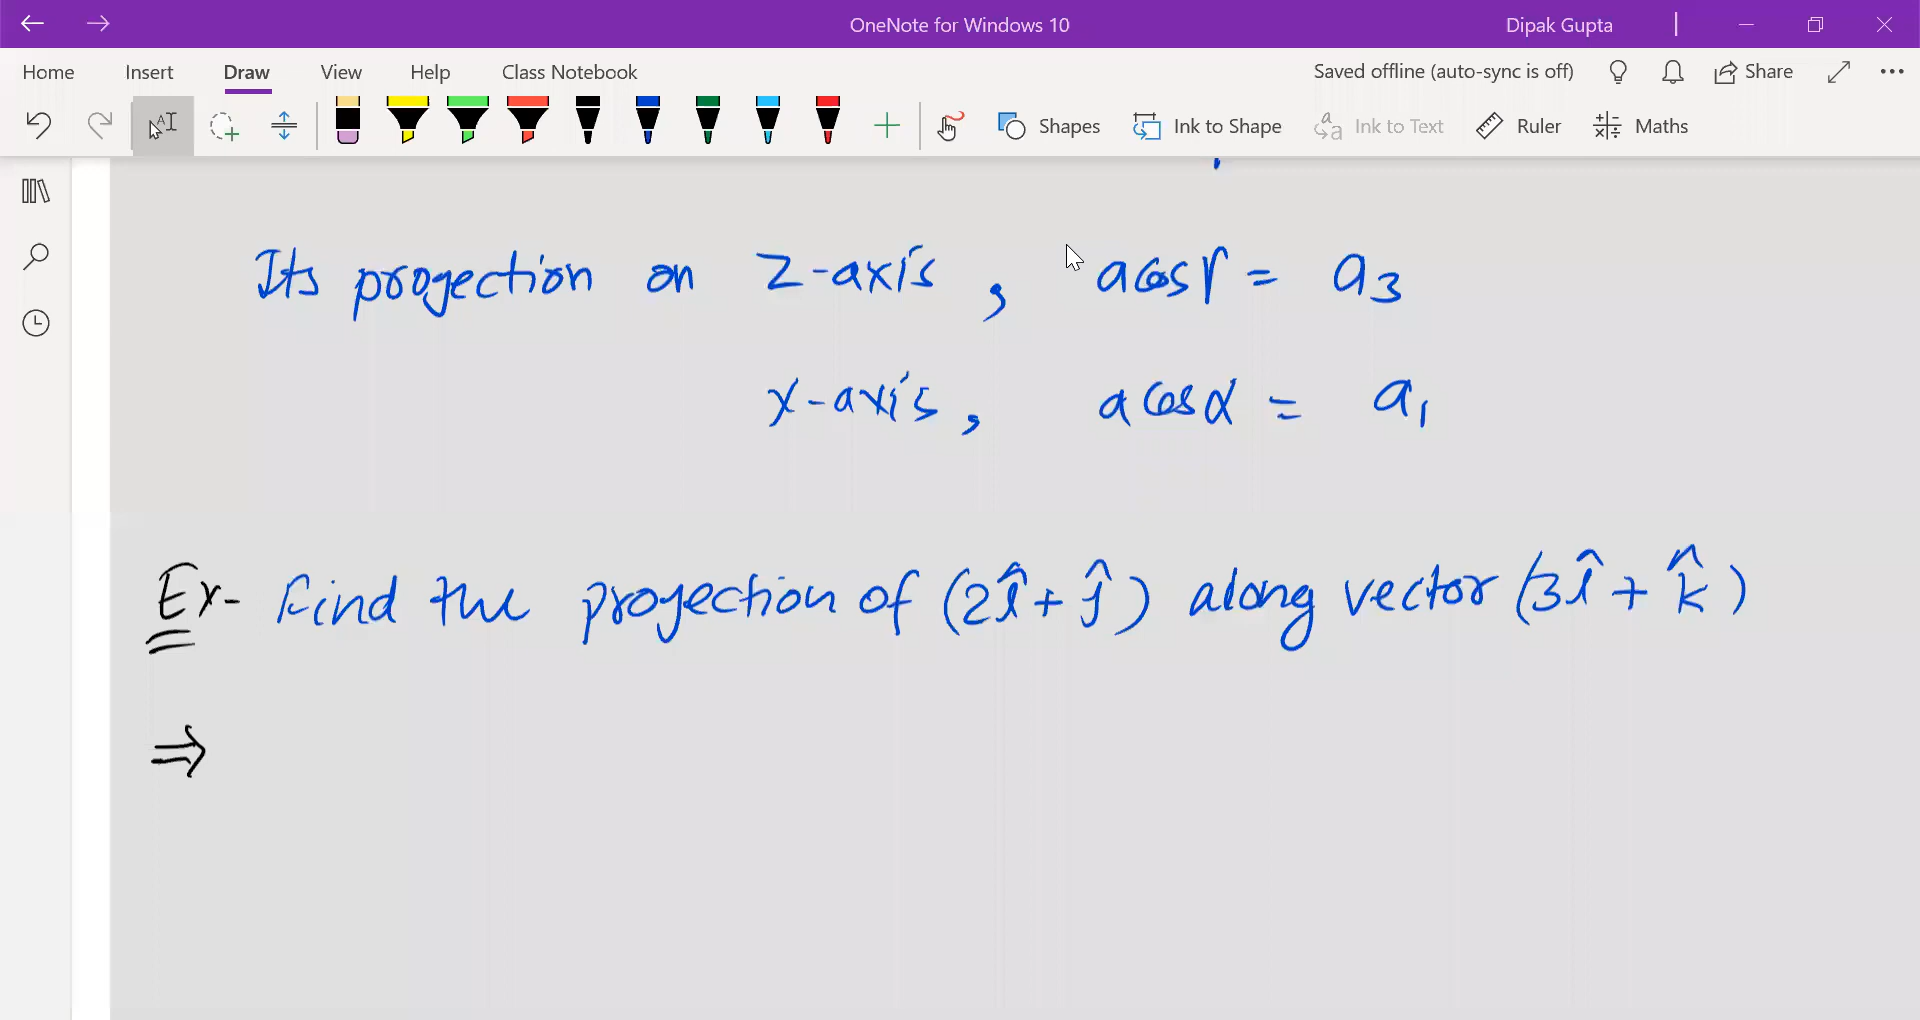 OneNote for Windows 10 Dipak Gupta
Home Insert Draw View Help Class Notebook Saved offline (auto-sync is off) Share
Shapes Ink to Shape Ink to Text Ruler Maths
Its projection on z-axis, a cosγ = a₃
x-axis, a cosα = a₁
Ex- Find the projection of (2î + ĵ) along vector (3î + k̂)
⇒